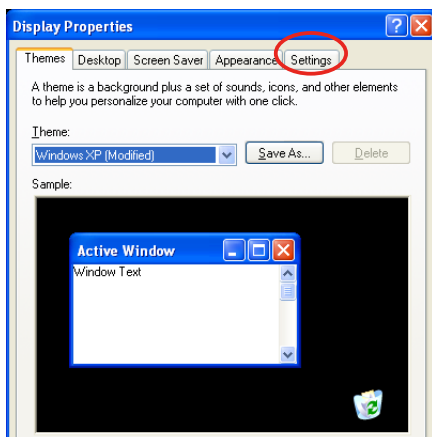 Display Properties
Themes Desktop Screen Saver Appearance Settings
A theme is a background plus a set of sounds, icons, and other elements
to help you personalize your computer with one click.
Theme:
Windows XP (Modified) Save As... Delete
Sample:
Active Window
Window Text